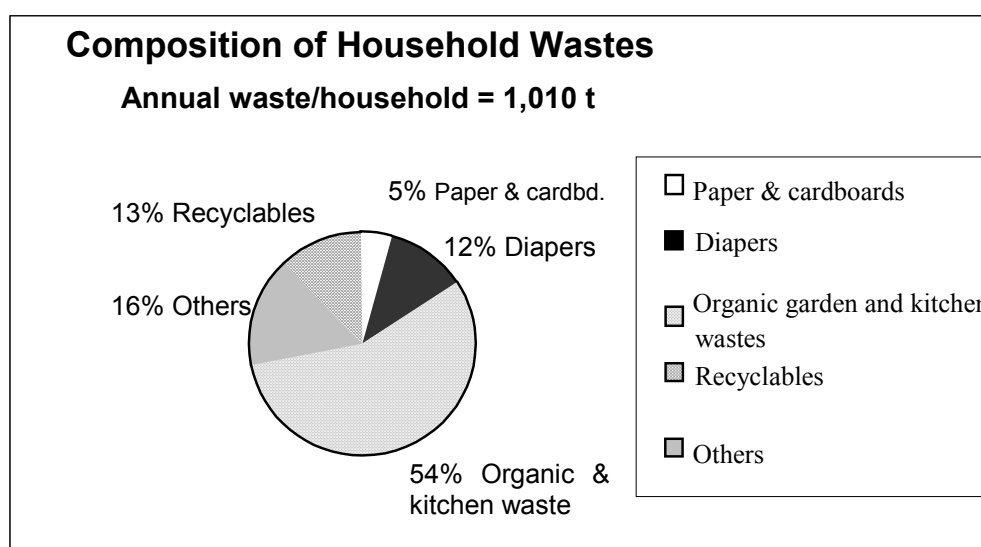 Composition of Household Wastes
Annual waste/household = 1,010 t
5% Paper & cardbd.
13% Recyclables
12% Diapers
16% Others
54% Organic &
kitchen waste
Paper & cardboards
Diapers
Organic garden and kitchen
wastes
Recyclables
Others